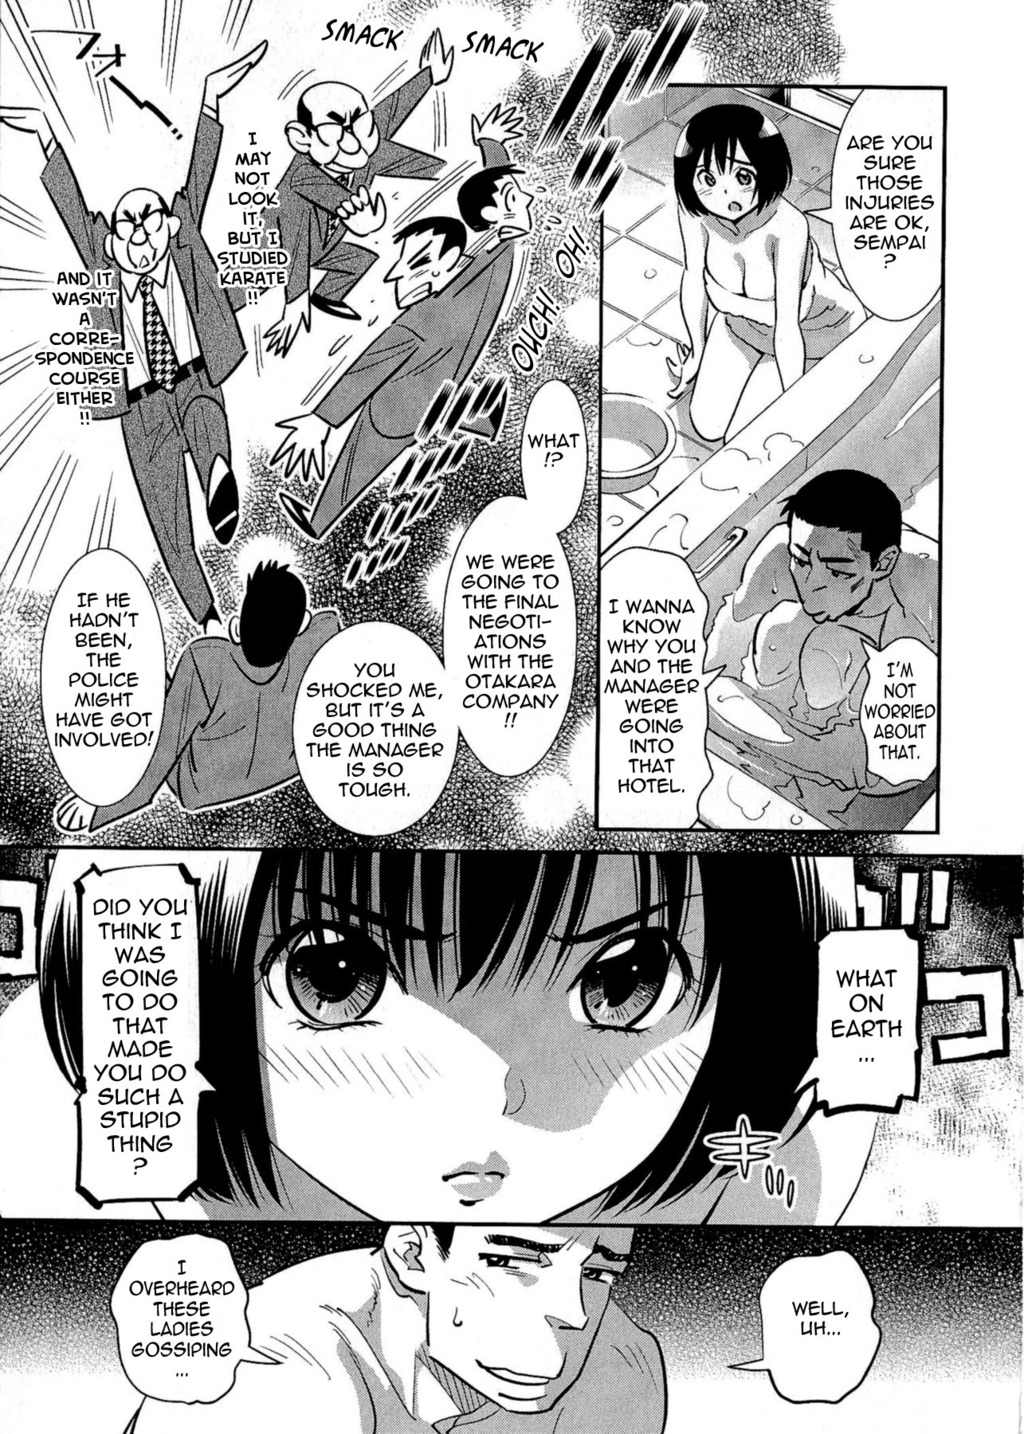 ARE YOU
SURE
THOSE
INJURIES
ARE OK,
SEMPAI
?
I'M
NOT
WORRIED
ABOUT
THAT.
I WANNA
KNOW
WHY YOU
AND THE
MANAGER
WERE
GOING
INTO
THAT
HOTEL.
WHAT
!?
WE WERE
GOING TO
THE FINAL
NEGOTI-
ATIONS
WITH THE
OTAKARA
COMPANY
!!
SMACK
SMACK
OUCH! OH!
I
MAY
NOT
LOOK
IT,
BUT I
STUDIED
KARATE
!!
フォー
AND IT
WASN'T
A
CORRE-
SPONDENCE
COURSE
EITHER
!!
YOU
SHOCKED ME,
BUT IT'S A
GOOD THING
THE MANAGER
IS SO
TOUGH.
IF HE
HADN'T
BEEN,
THE
POLICE
MIGHT
HAVE GOT
INVOLVED!
WHAT
ON
EARTH
...
DID YOU
THINK I
WAS
GOING
TO DO
THAT
MADE
YOU DO
SUCH A
STUPID
THING
?
WELL,
UH...
I
OVERHEARD
THESE
LADIES
GOSSIPING
...